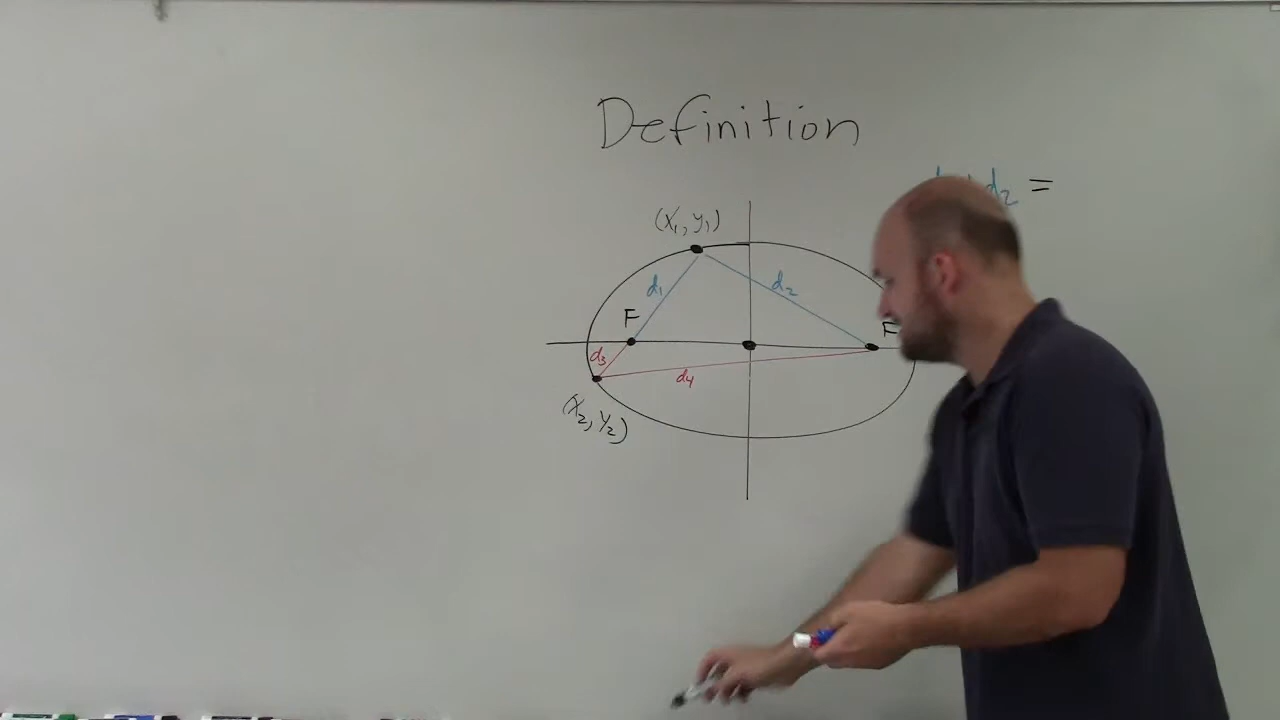 Definition
d₂ =
(x₁, y₁)
d₁
d₂
F
F
d₃
d₄
(x₂, y₂)